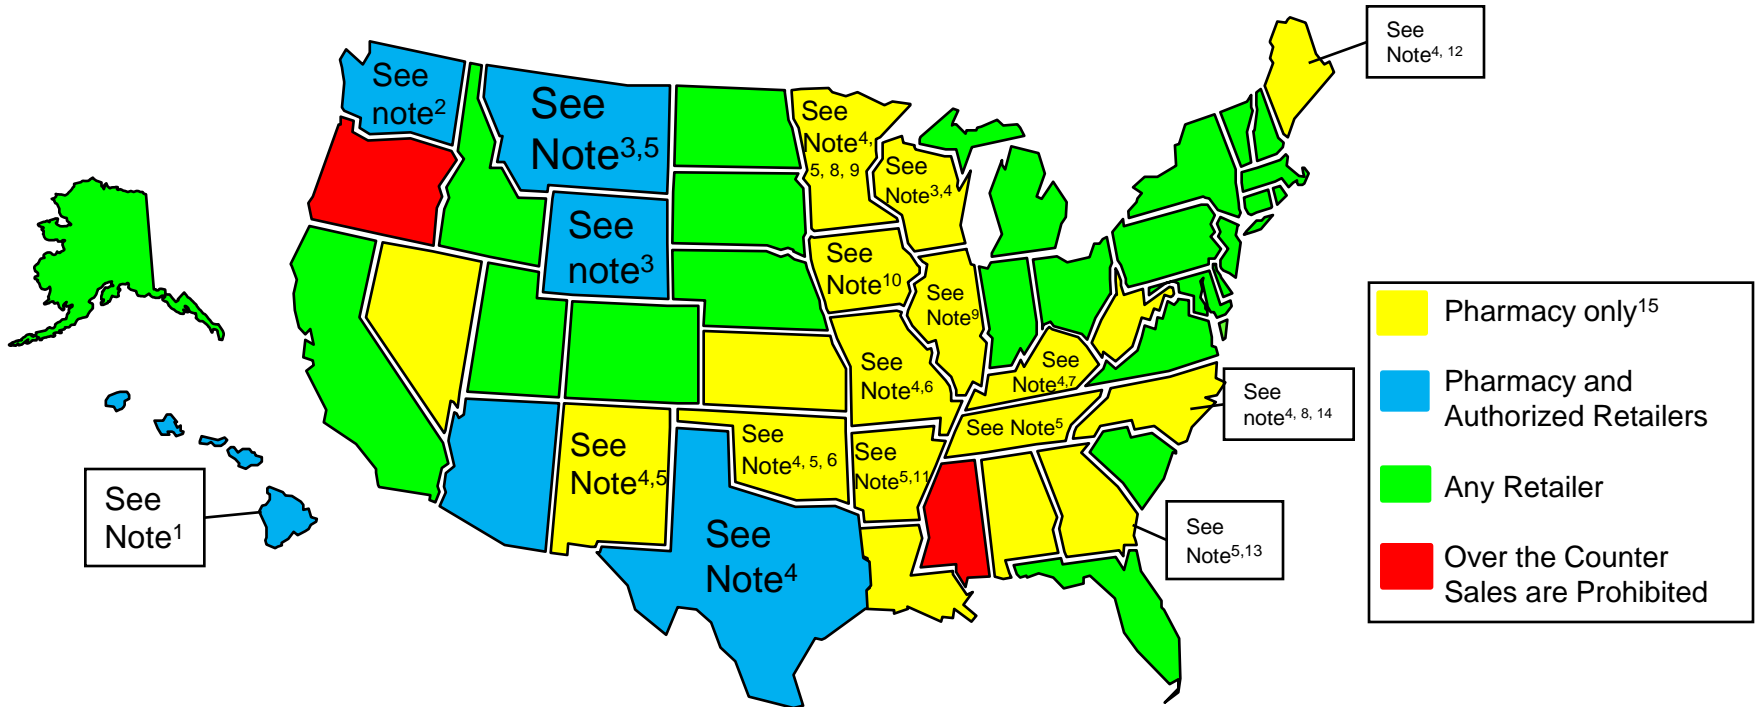 See
Note4, 12
See
note2
See
Note3,5
See
Note4,
5, 8, 9
See
Note3,4
See
note3
See
Note10
See
Note9
See
Note4,6
See
Note4,7
See
note4, 8, 14
See Note5
See
Note4,5
See
Note4, 5, 6
See
Note5,11
See
Note1
See
Note4
See
Note5,13
Pharmacy only15
Pharmacy and
Authorized Retailers
Any Retailer
Over the Counter
Sales are Prohibited